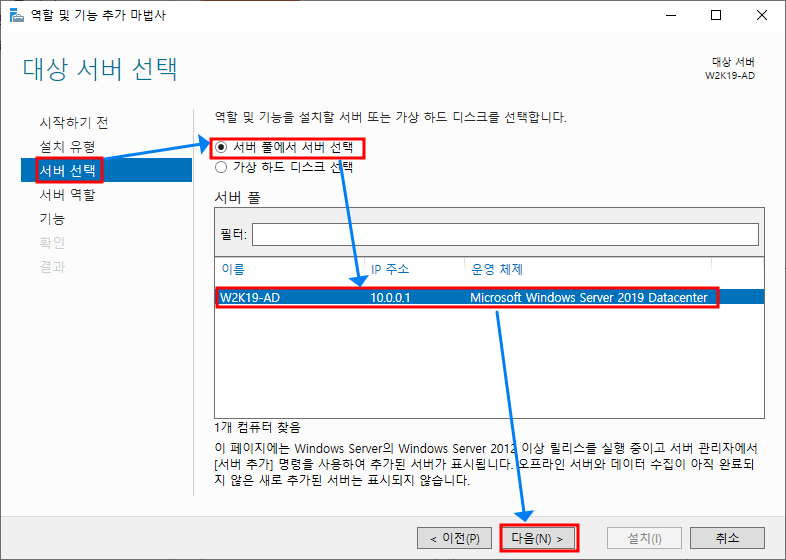 역할 및 기능 추가 마법사
대상 서버 선택
대상 서버
W2K19-AD
시작하기 전
설치 유형
서버 선택
서버 역할
기능
확인
결과
역할 및 기능을 설치할 서버 또는 가상 하드 디스크를 선택합니다.
서버 풀에서 서버 선택
가상 하드 디스크 선택
서버 풀
필터:
이름 IP 주소 운영 체제
W2K19-AD 10.0.0.1 Microsoft Windows Server 2019 Datacenter
1개 컴퓨터 찾음
이 페이지에는 Windows Server의 Windows Server 2012 이상 릴리스를 실행 중이고 서버 관리자에서
[서버 추가] 명령을 사용하여 추가된 서버가 표시됩니다. 오프라인 서버와 데이터 수집이 아직 완료되
지 않은 새로 추가된 서버는 표시되지 않습니다.
< 이전(P) 다음(N) > 설치(I) 취소